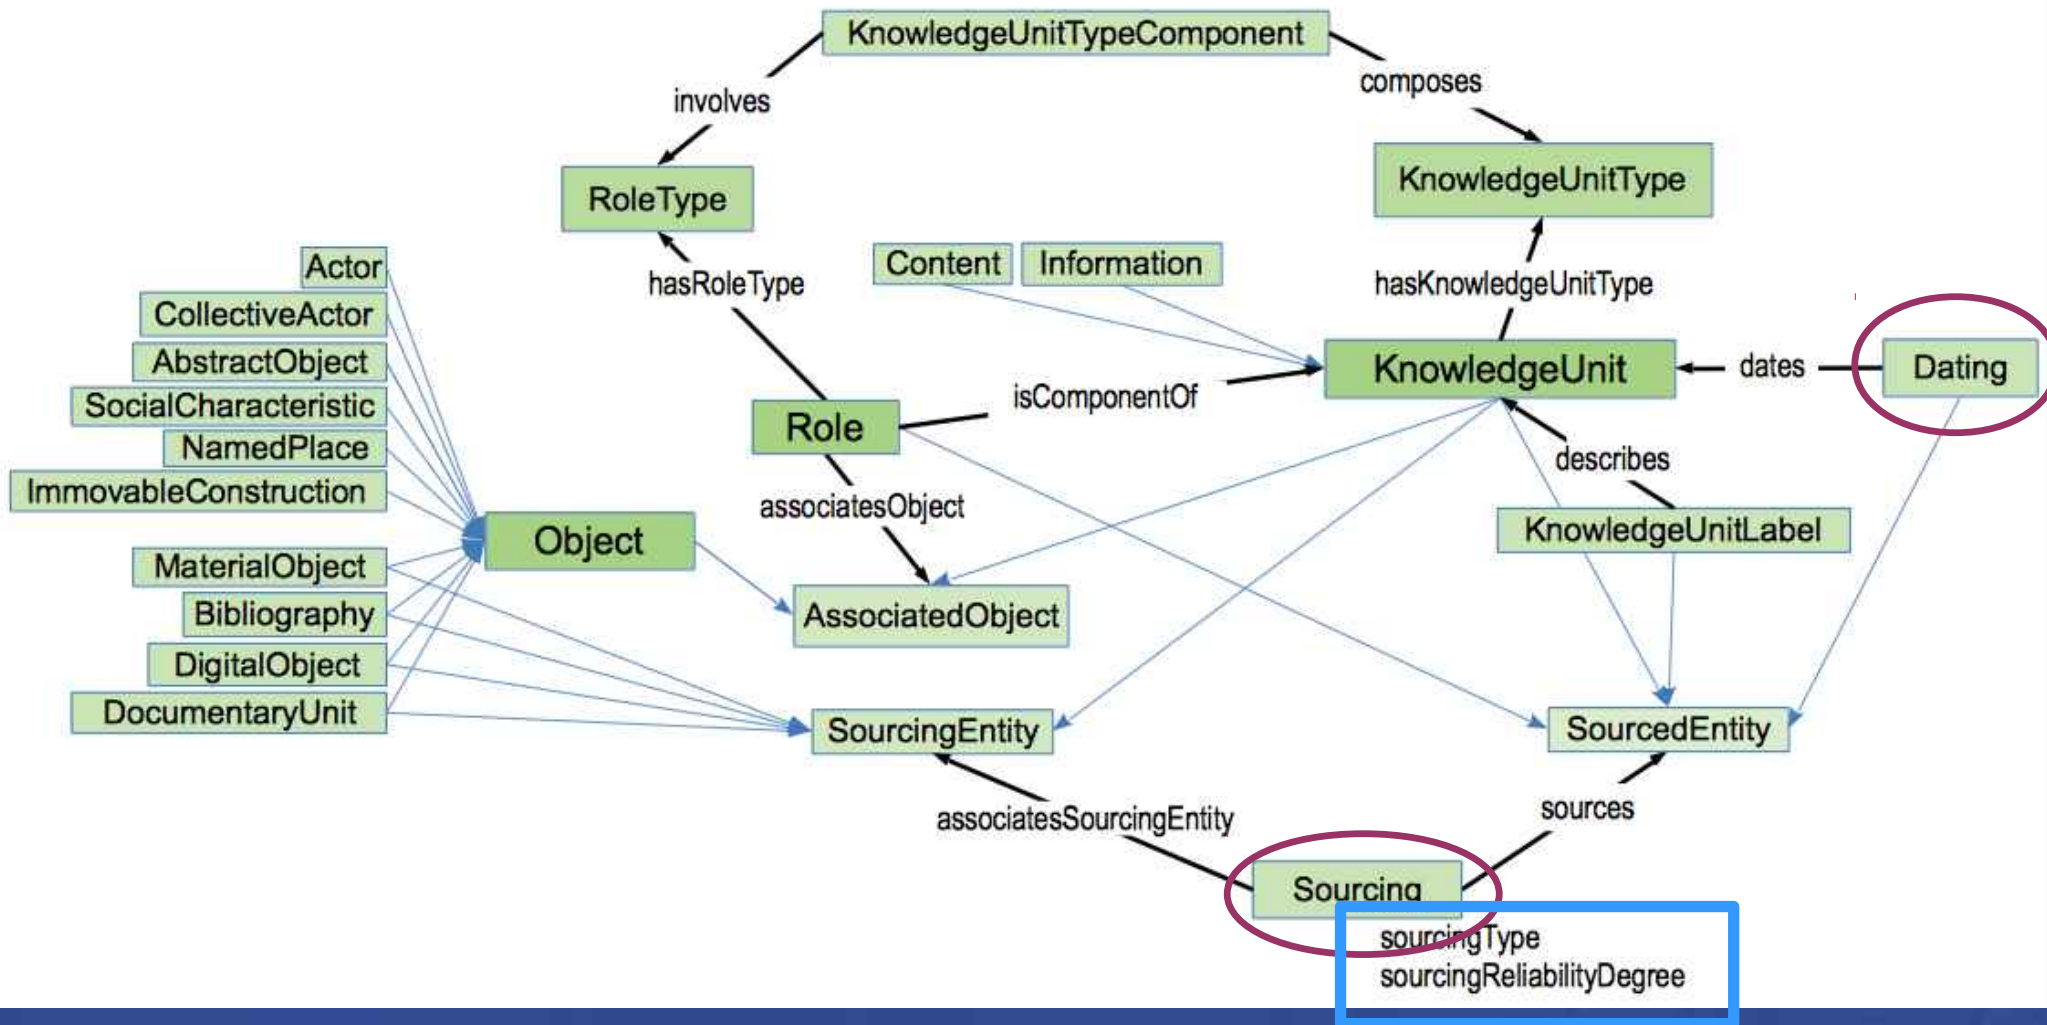 KnowledgeUnitTypeComponent
involves
composes
RoleType
KnowledgeUnitType
hasRoleType
Content
Information
hasKnowledgeUnitType
Actor
CollectiveActor
AbstractObject
SocialCharacteristic
NamedPlace
ImmovableConstruction
MaterialObject
Bibliography
DigitalObject
DocumentaryUnit
Object
Role
isComponentOf
KnowledgeUnit
dates
Dating
associatesObject
describes
KnowledgeUnitLabel
AssociatedObject
SourcingEntity
SourcedEntity
associatesSourcingEntity
sources
Sourcing
sourcingType
sourcingReliabilityDegree